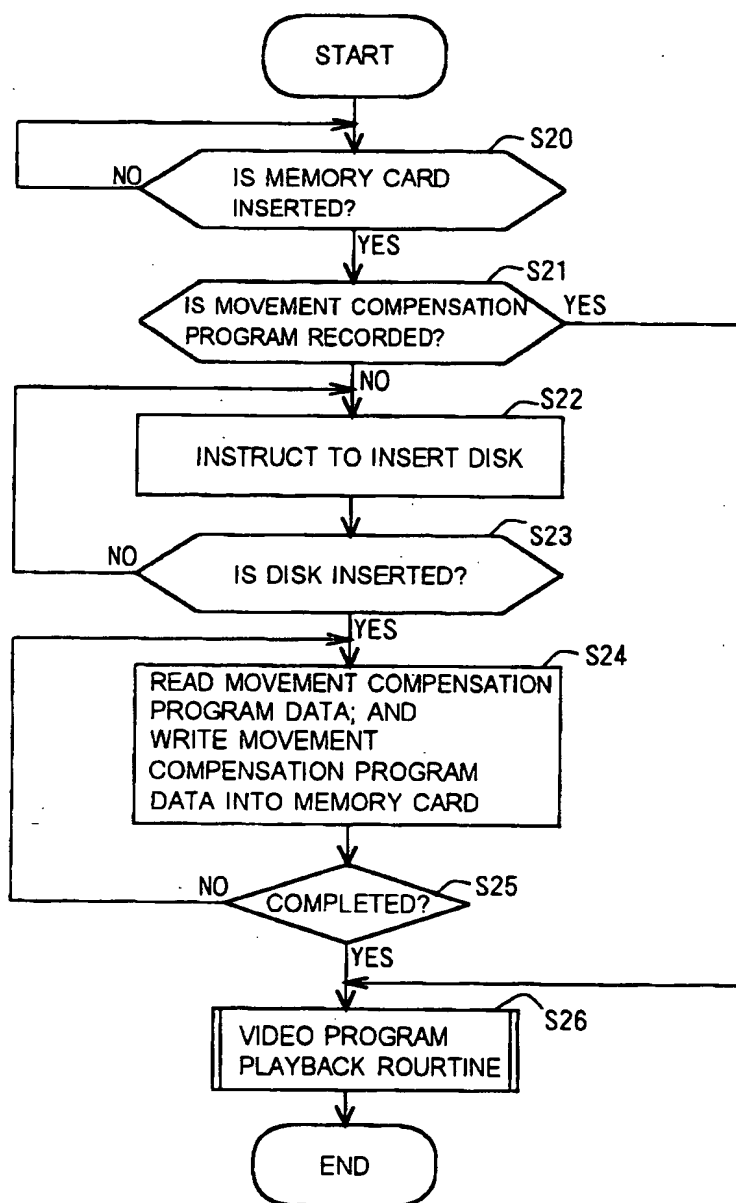 START
S20
NO
IS MEMORY CARD
INSERTED?
YES
S21
IS MOVEMENT COMPENSATION
PROGRAM RECORDED?
YES
NO
S22
INSTRUCT TO INSERT DISK
S23
NO
IS DISK INSERTED?
YES
S24
READ MOVEMENT COMPENSATION
PROGRAM DATA; AND
WRITE MOVEMENT
COMPENSATION PROGRAM
DATA INTO MEMORY CARD
NO
S25
COMPLETED?
YES
S26
VIDEO PROGRAM
PLAYBACK ROURTINE
END